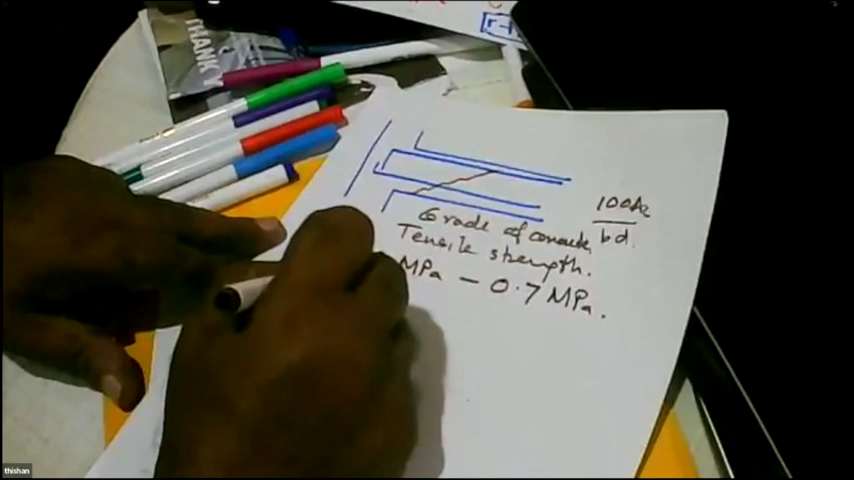 THANK Y
Grade of concrete
Tensile strength.
MPa — 0.7 MPa.
100As
bd.
thishan